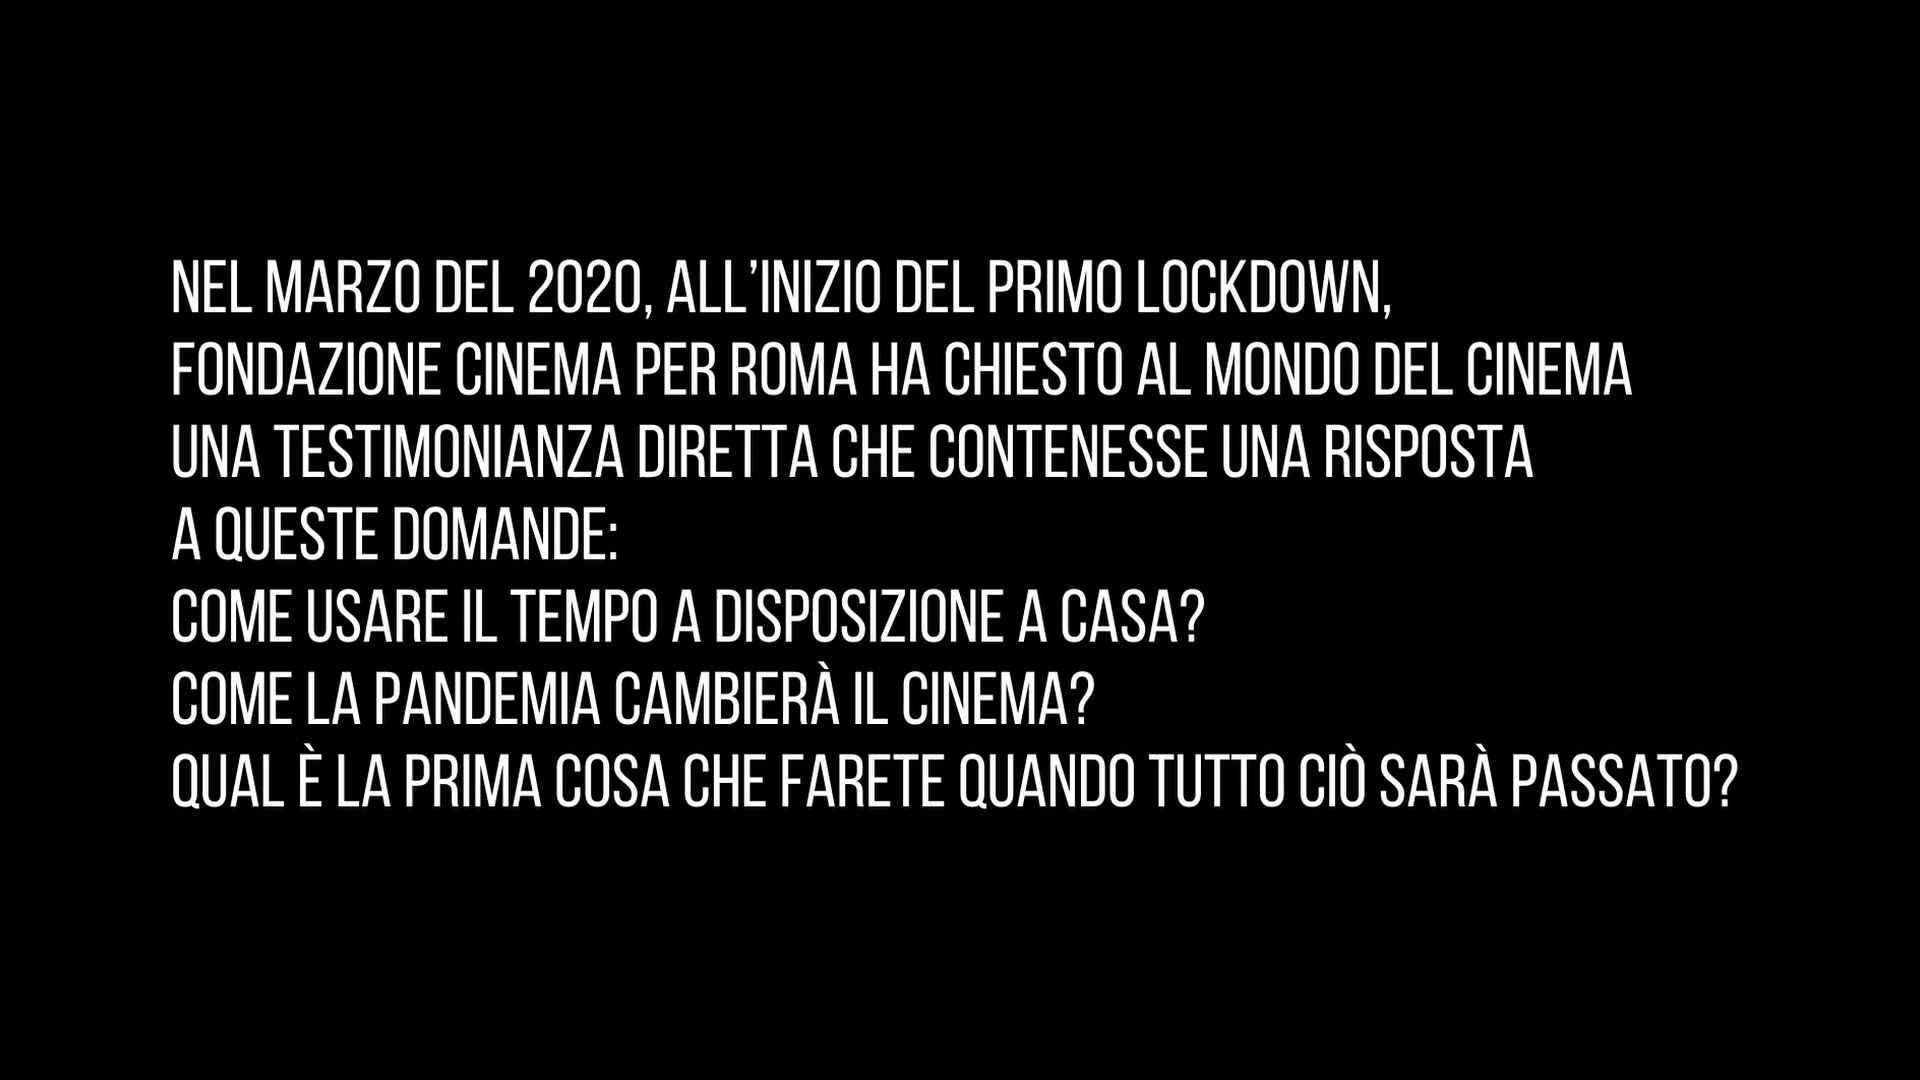 NEL MARZO DEL 2020, ALL’INIZIO DEL PRIMO LOCKDOWN,
FONDAZIONE CINEMA PER ROMA HA CHIESTO AL MONDO DEL CINEMA
UNA TESTIMONIANZA DIRETTA CHE CONTENESSE UNA RISPOSTA
A QUESTE DOMANDE:
COME USARE IL TEMPO A DISPOSIZIONE A CASA?
COME LA PANDEMIA CAMBIERÀ IL CINEMA?
QUAL È LA PRIMA COSA CHE FARETE QUANDO TUTTO CIÒ SARÀ PASSATO?